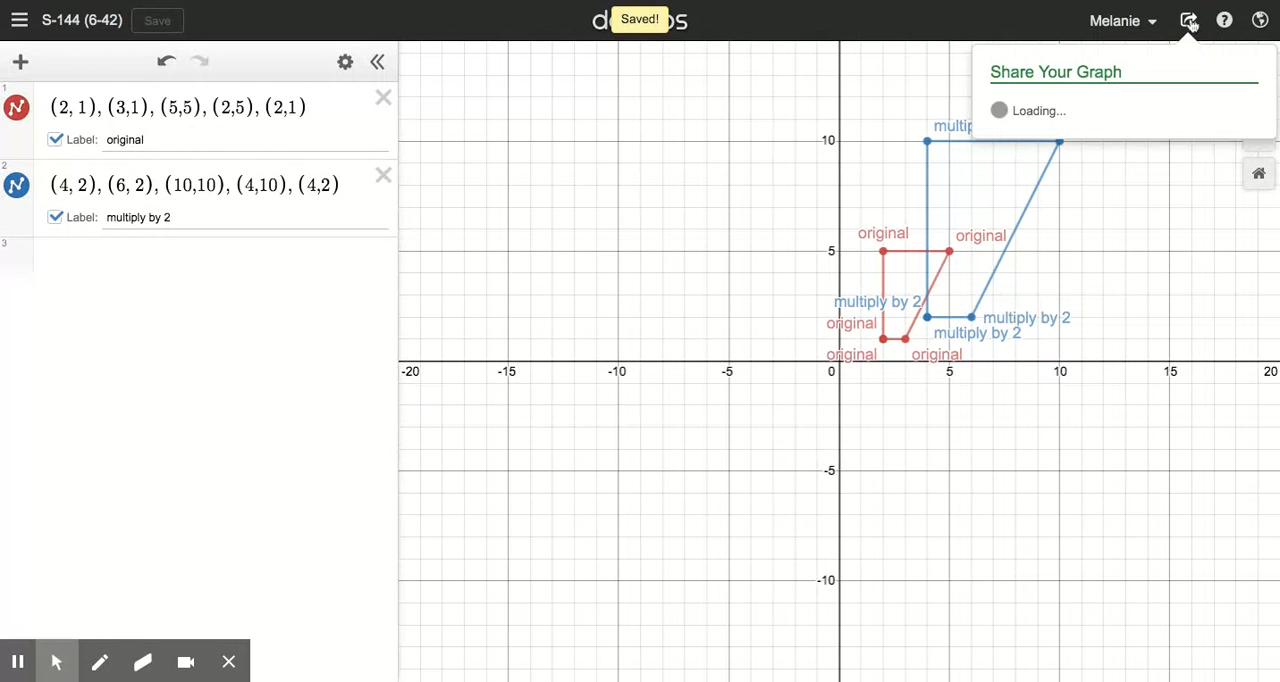 S-144 (6-42)
Save
Saved!
Melanie
Share Your Graph
Loading...
1
(2, 1), (3,1), (5,5), (2,5), (2,1)
Label: original
2
(4, 2), (6, 2), (10,10), (4,10), (4,2)
Label: multiply by 2
3
10
5
original
original
multiply by 2
original
multiply by 2
multiply by 2
original
original
-20
-15
-10
-5
0
5
10
15
20
-5
-10